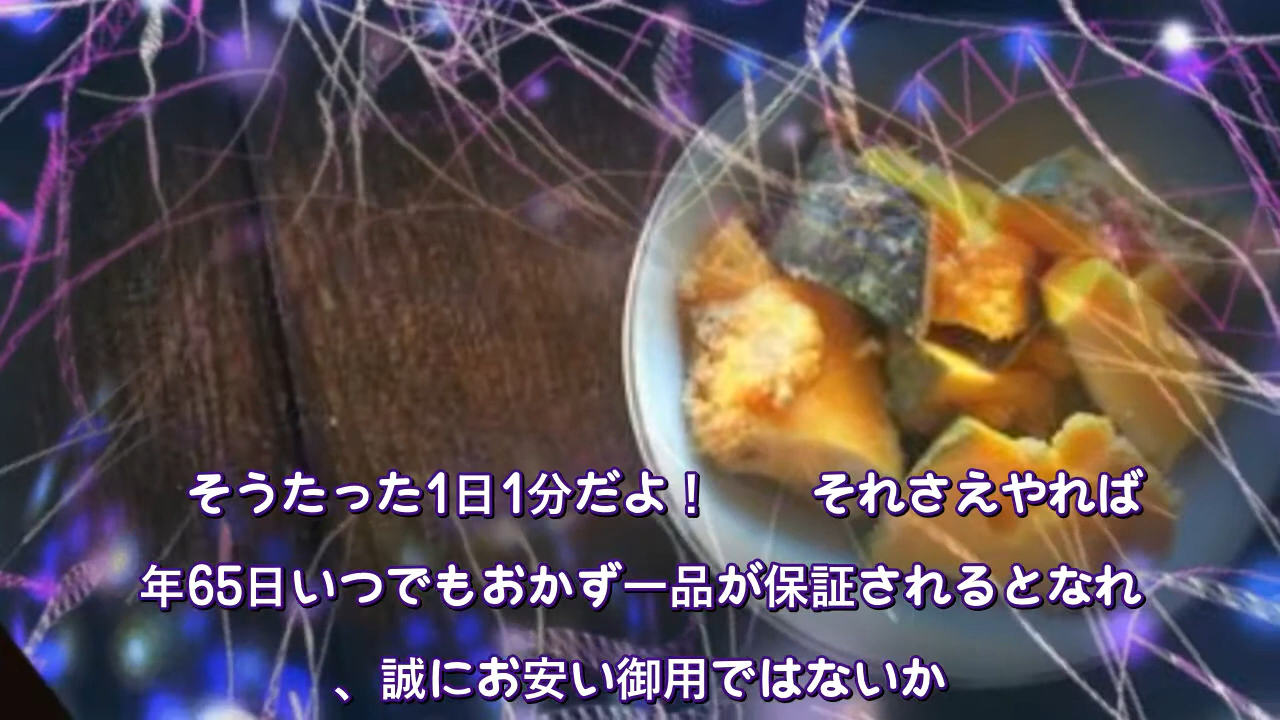 そうたった1日1分だよ！　　それさえやれば
年65日いつでもおかず一品が保証されるとなれ
、誠にお安い御用ではないか